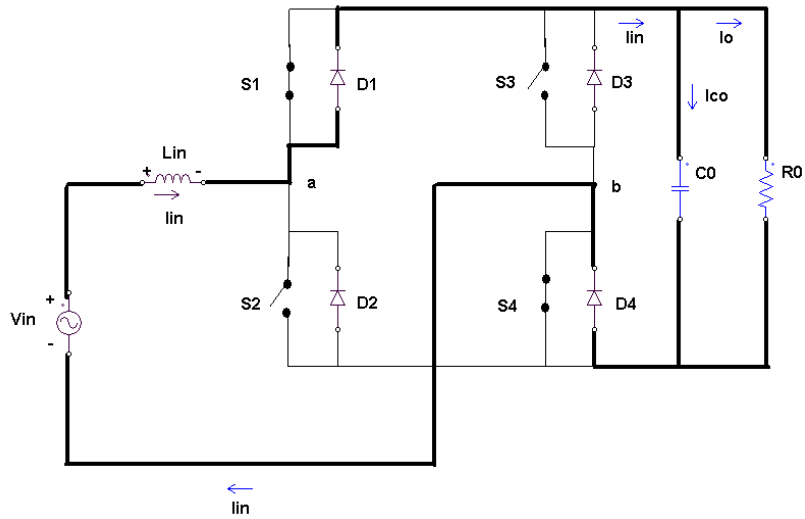 Iin
Io
S1
D1
S3
D3
Ico
Lin
+ -
a
b
C0
R0
Iin
S2
D2
S4
D4
+
Vin
-
Iin